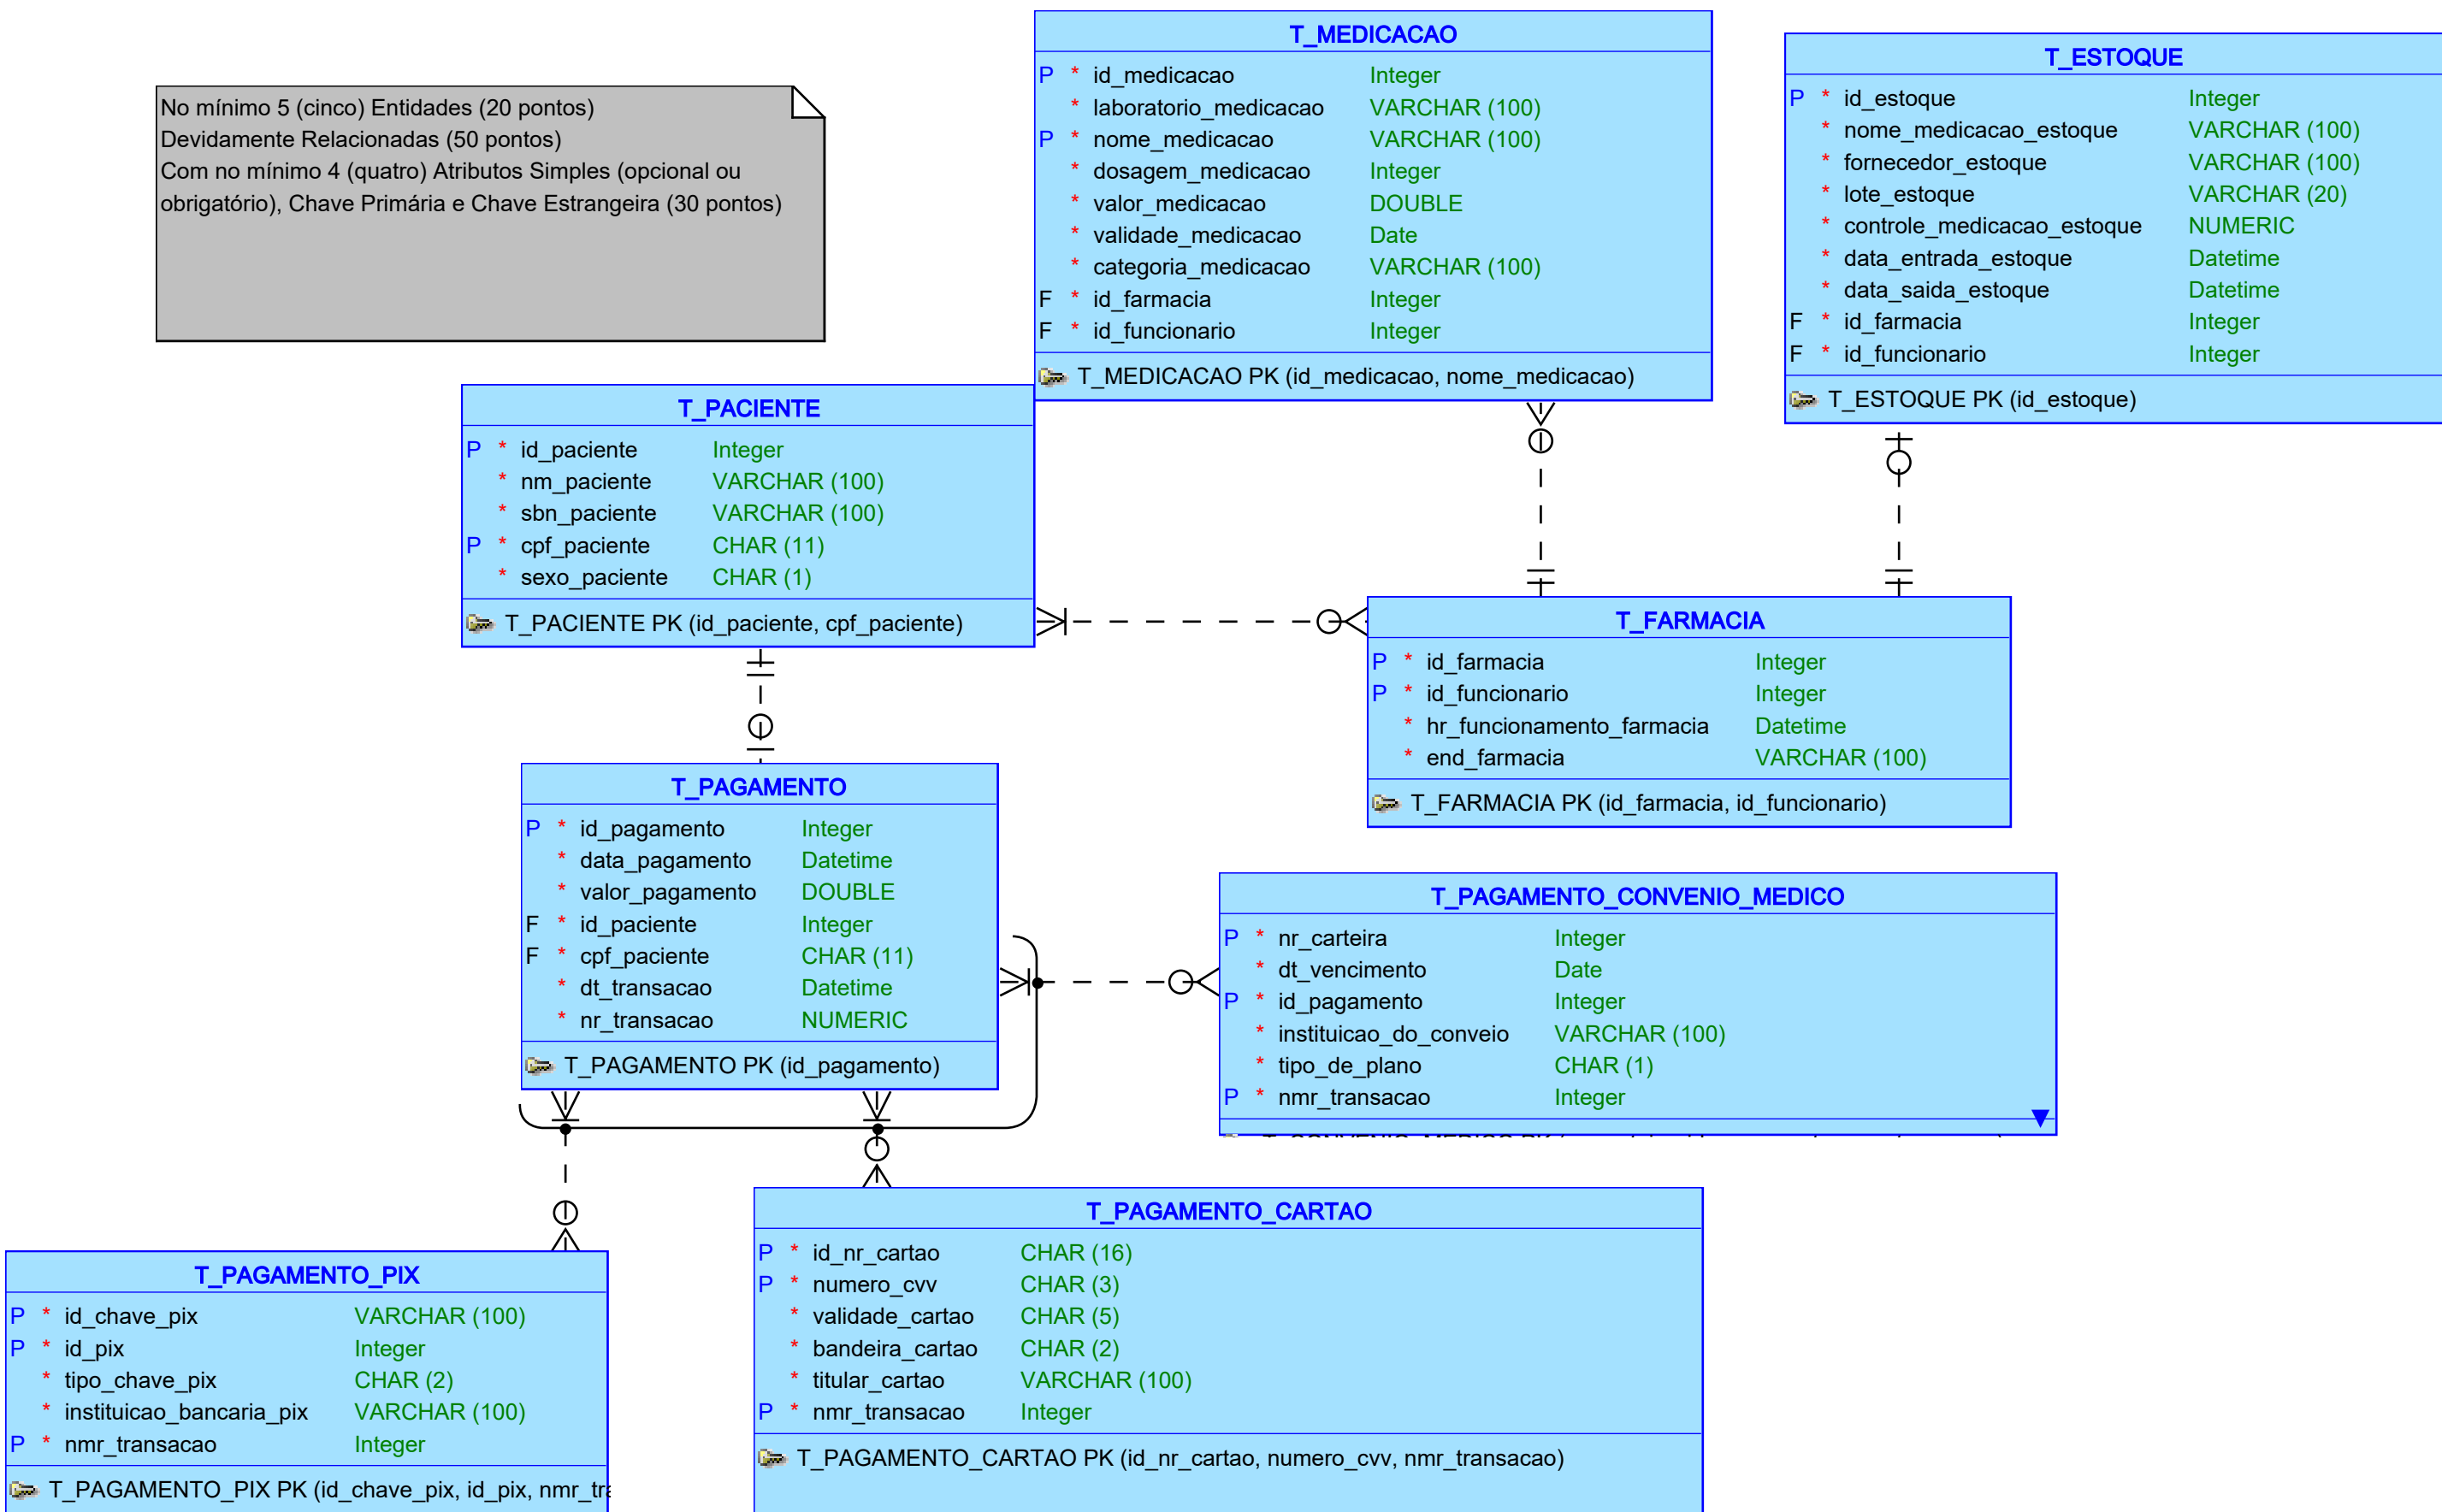 No mínimo 5 (cinco) Entidades (20 pontos)
Devidamente Relacionadas (50 pontos)
Com no mínimo 4 (quatro) Atributos Simples (opcional ou
obrigatório), Chave Primária e Chave Estrangeira (30 pontos)
T_MEDICACAO
P * id_medicacao Integer
* laboratorio_medicacao VARCHAR (100)
P * nome_medicacao VARCHAR (100)
* dosagem_medicacao Integer
* valor_medicacao DOUBLE
* validade_medicacao Date
* categoria_medicacao VARCHAR (100)
F * id_farmacia Integer
F * id_funcionario Integer
T_MEDICACAO PK (id_medicacao, nome_medicacao)
T_ESTOQUE
P * id_estoque Integer
* nome_medicacao_estoque VARCHAR (100)
* fornecedor_estoque VARCHAR (100)
* lote_estoque VARCHAR (20)
* controle_medicacao_estoque NUMERIC
* data_entrada_estoque Datetime
* data_saida_estoque Datetime
F * id_farmacia Integer
F * id_funcionario Integer
T_ESTOQUE PK (id_estoque)
T_PACIENTE
P * id_paciente Integer
* nm_paciente VARCHAR (100)
* sbn_paciente VARCHAR (100)
P * cpf_paciente CHAR (11)
* sexo_paciente CHAR (1)
T_PACIENTE PK (id_paciente, cpf_paciente)
T_FARMACIA
P * id_farmacia Integer
P * id_funcionario Integer
* hr_funcionamento_farmacia Datetime
* end_farmacia VARCHAR (100)
T_FARMACIA PK (id_farmacia, id_funcionario)
T_PAGAMENTO
P * id_pagamento Integer
* data_pagamento Datetime
* valor_pagamento DOUBLE
F * id_paciente Integer
F * cpf_paciente CHAR (11)
* dt_transacao Datetime
* nr_transacao NUMERIC
T_PAGAMENTO PK (id_pagamento)
T_PAGAMENTO_CONVENIO_MEDICO
P * nr_carteira Integer
* dt_vencimento Date
P * id_pagamento Integer
* instituicao_do_conveio VARCHAR (100)
* tipo_de_plano CHAR (1)
P * nmr_transacao Integer
T_PAGAMENTO_CARTAO
P * id_nr_cartao CHAR (16)
P * numero_cvv CHAR (3)
* validade_cartao CHAR (5)
* bandeira_cartao CHAR (2)
* titular_cartao VARCHAR (100)
P * nmr_transacao Integer
T_PAGAMENTO_CARTAO PK (id_nr_cartao, numero_cvv, nmr_transacao)
T_PAGAMENTO_PIX
P * id_chave_pix VARCHAR (100)
P * id_pix Integer
* tipo_chave_pix CHAR (2)
* instituicao_bancaria_pix VARCHAR (100)
P * nmr_transacao Integer
T_PAGAMENTO_PIX PK (id_chave_pix, id_pix,